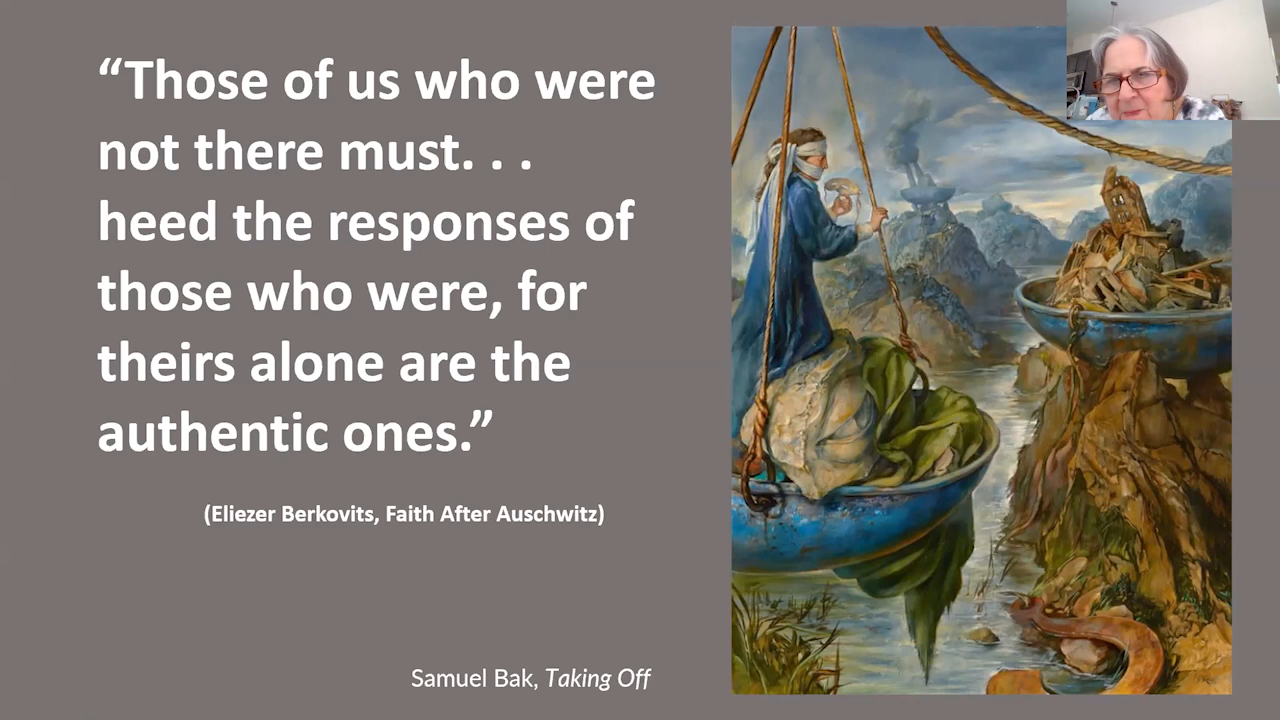 “Those of us who were
not there must. . .
heed the responses of
those who were, for
theirs alone are the
authentic ones.”
(Eliezer Berkovits, Faith After Auschwitz)
Samuel Bak, Taking Off